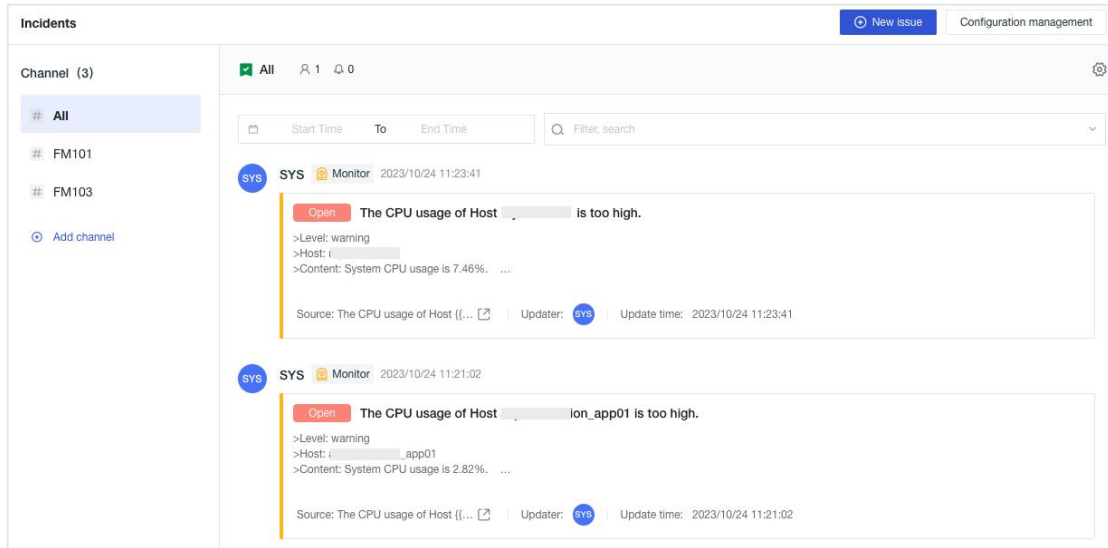 Incidents
New issue
Configuration management
Channel (3)
# All
# FM101
# FM103
Add channel
All 1 0
Start Time To End Time
Filter, search
SYS SYS Monitor 2023/10/24 11:23:41
Open The CPU usage of Host is too high.
>Level: warning
>Host:
>Content: System CPU usage is 7.46%. ...
Source: The CPU usage of Host {{... Updater: SYS Update time: 2023/10/24 11:23:41
SYS SYS Monitor 2023/10/24 11:21:02
Open The CPU usage of Host ion_app01 is too high.
>Level: warning
>Host: _app01
>Content: System CPU usage is 2.82%. ...
Source: The CPU usage of Host {{... Updater: SYS Update time: 2023/10/24 11:21:02